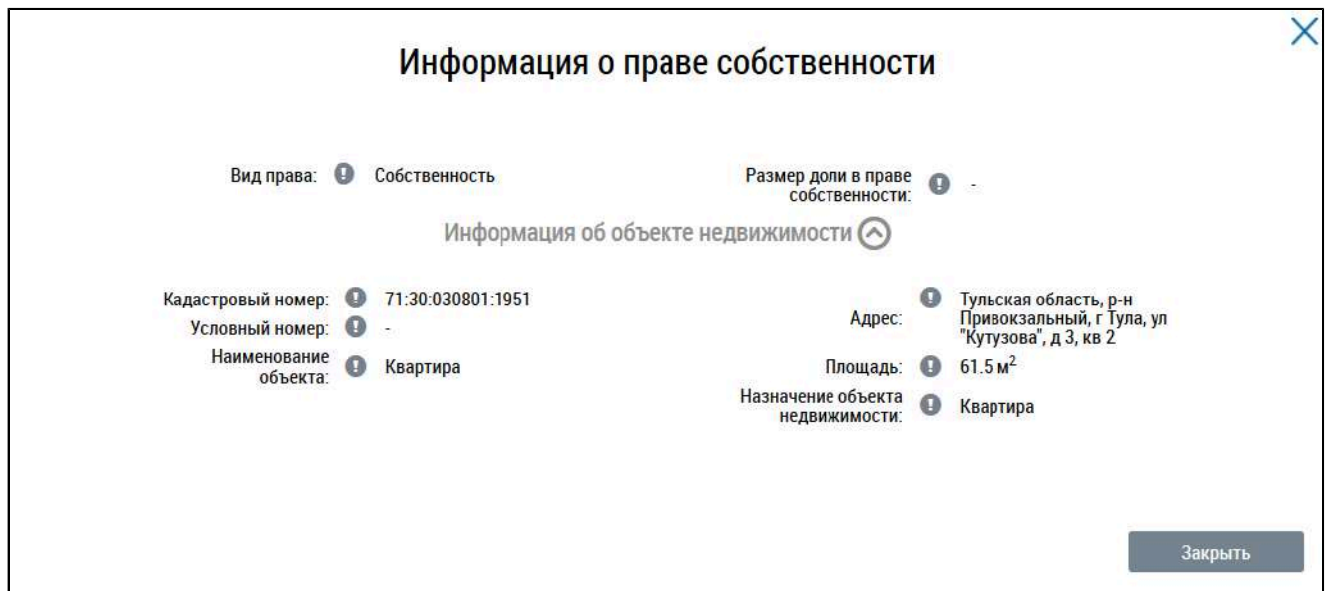 Информация о праве собственности
Вид права: Собственность
Размер доли в праве
собственности: -
Информация об объекте недвижимости
Кадастровый номер: 71:30:030801:1951
Условный номер: -
Наименование
объекта: Квартира
Адрес: Тульская область, р-н
Привокзальный, г Тула, ул
"Кутузова", д 3, кв 2
Площадь: 61.5 м²
Назначение объекта
недвижимости: Квартира
Закрыть